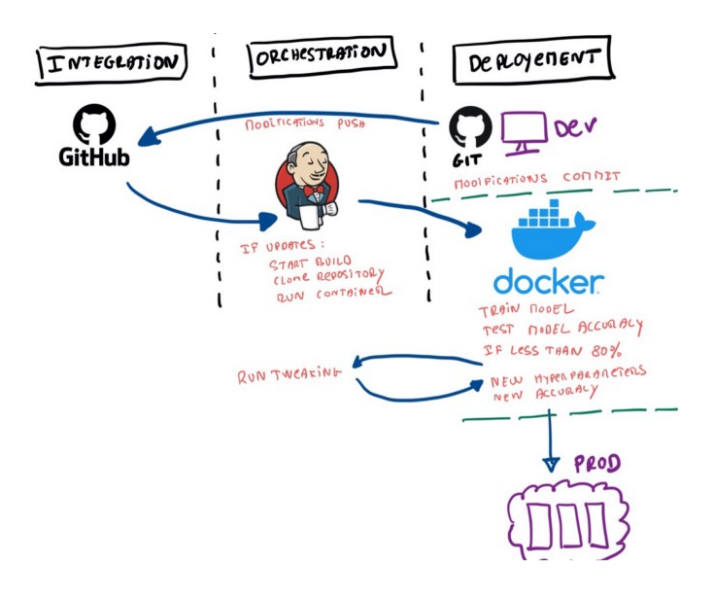 INTEGRATION
ORCHESTRATION
DEPLOYEMENT
GitHub
MODIFICATIONS PUSH
GIT
DEV
MODIFICATIONS COMMIT
IF UPDATES:
START BUILD
CLONE REPOSITORY
RUN CONTAINER
docker
TRAIN MODEL
TEST MODEL ACCURACY
IF LESS THAN 80%
RUN TWEAKING
NEW HYPERPARAMETERS
NEW ACCURACY
PROD